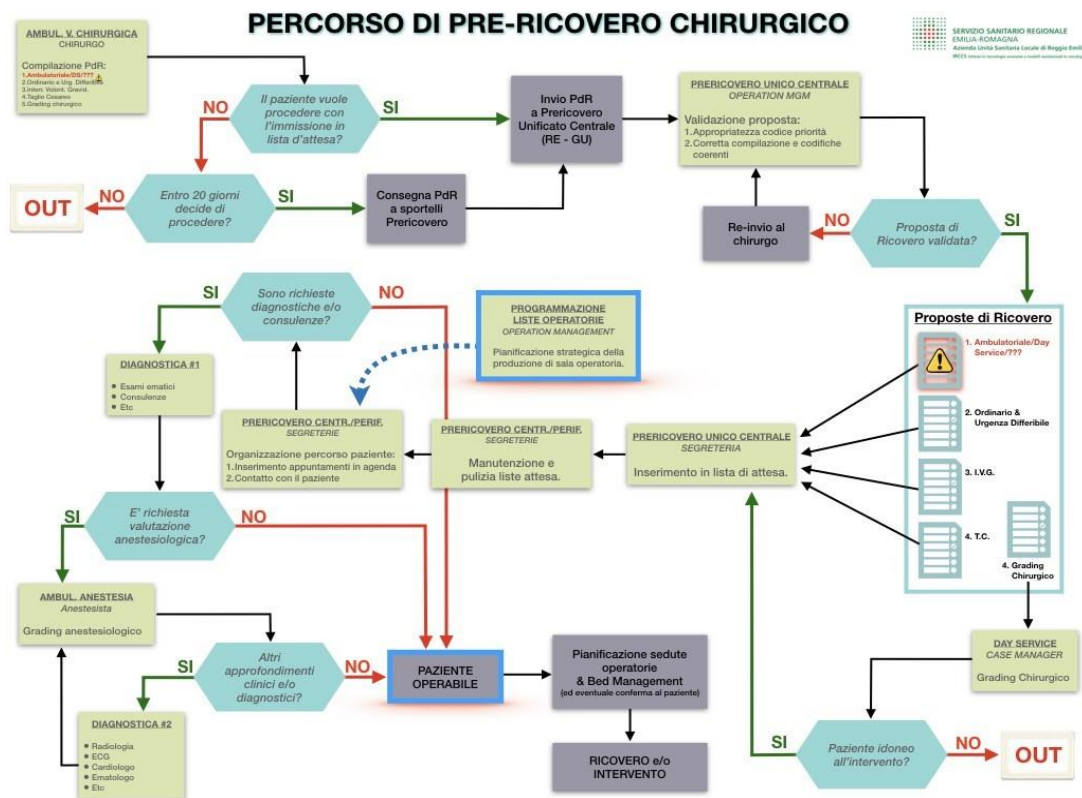 PERCORSO DI PRE-RICOVERO CHIRURGICO
SERVIZIO SANITARIO REGIONALE
EMILIA-ROMAGNA
Azienda Unità Sanitaria Locale di Reggio Emilia
AMBUL. V. CHIRURGICA
CHIRURGO
Compilazione PdR:
1.Ambulatoriale/DS/???
2.Ordinario e Urg. Differibile
3.Interr. Volont. Gravid.
4.Taglio Cesareo
5.Grading chirurgico
Il paziente vuole
procedere con
l'immissione in
lista d'attesa?
NO
SI
Invio PdR
a Prericovero
Unificato Centrale
(RE - GU)
PRERICOVERO UNICO CENTRALE
OPERATION MGM
Validazione proposta:
1.Appropriatezza codice priorità
2.Corretta compilazione e codifiche
coerenti
OUT
NO
Entro 20 giorni
decide di
procedere?
SI
Consegna PdR
a sportelli
Prericovero
Re-invio al
chirurgo
NO
Proposta di
Ricovero validata?
SI
SI
Sono richieste
diagnostiche e/o
consulenze?
NO
PROGRAMMAZIONE
LISTE OPERATORIE
OPERATION MANAGEMENT
Pianificazione strategica della
produzione di sala operatoria.
Proposte di Ricovero
1. Ambulatoriale/Day
Service/???
2. Ordinario &
Urgenza Differibile
3. I.V.G.
4. T.C.
4. Grading
Chirurgico
DIAGNOSTICA #1
● Esami ematici
● Consulenze
● Etc
PRERICOVERO CENTR./PERIF.
SEGRETERIE
Organizzazione percorso paziente:
1.Inserimento appuntamenti in agenda
2.Contatto con il paziente
PRERICOVERO CENTR./PERIF.
SEGRETERIE
Manutenzione e
pulizia liste attesa.
PRERICOVERO UNICO CENTRALE
SEGRETERIA
Inserimento in lista di attesa.
SI
E' richiesta
valutazione
anestesiologica?
NO
AMBUL. ANESTESIA
Anestesista
Grading anestesiologico
SI
Altri
approfondimenti
clinici e/o
diagnostici?
NO
PAZIENTE
OPERABILE
Pianificazione sedute
operatorie
& Bed Management
(ed eventuale conferma al paziente)
DAY SERVICE
CASE MANAGER
Grading Chirurgico
DIAGNOSTICA #2
● Radiologia
● ECG
● Cardiologo
● Ematologo
● Etc
RICOVERO e/o
INTERVENTO
SI
Paziente idoneo
all'intervento?
NO
OUT